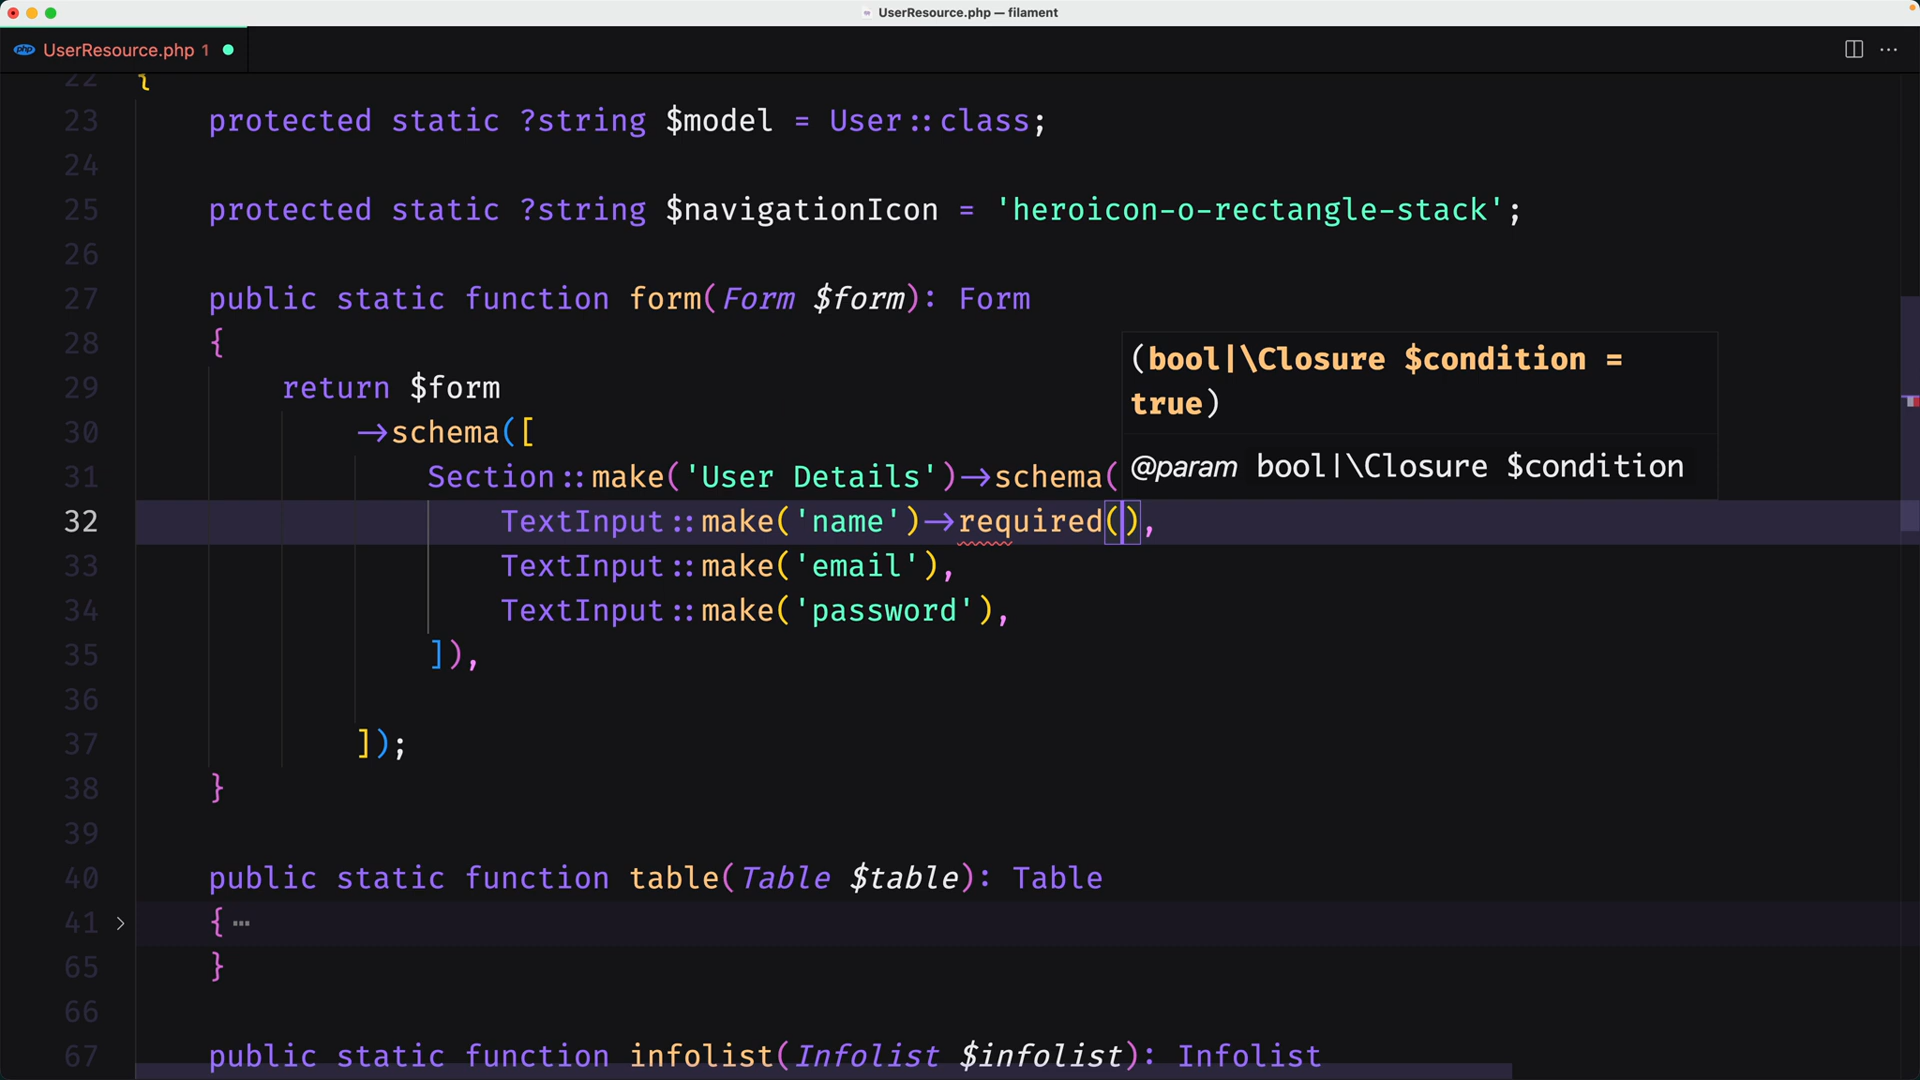 UserResource.php — filament
php UserResource.php 1
22 {
23 protected static ?string $model = User::class;
24
25 protected static ?string $navigationIcon = 'heroicon-o-rectangle-stack';
26
27 public static function form(Form $form): Form
28 {
29 return $form
30 ->schema([
31 Section::make('User Details')->schema(
(bool|\Closure $condition =
true)
@param bool|\Closure $condition
32 TextInput::make('name')->required(),
33 TextInput::make('email'),
34 TextInput::make('password'),
35 ]),
36
37 ]);
38 }
39
40 public static function table(Table $table): Table
41 { ⋯
65 }
66
67 public static function infolist(Infolist $infolist): Infolist